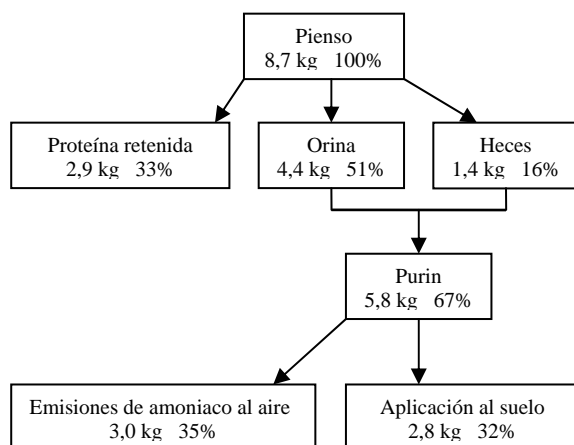 Pienso
8,7 kg 100%
Proteína retenida
2,9 kg 33%
Orina
4,4 kg 51%
Heces
1,4 kg 16%
Purin
5,8 kg 67%
Emisiones de amoniaco al aire
3,0 kg 35%
Aplicación al suelo
2,8 kg 32%